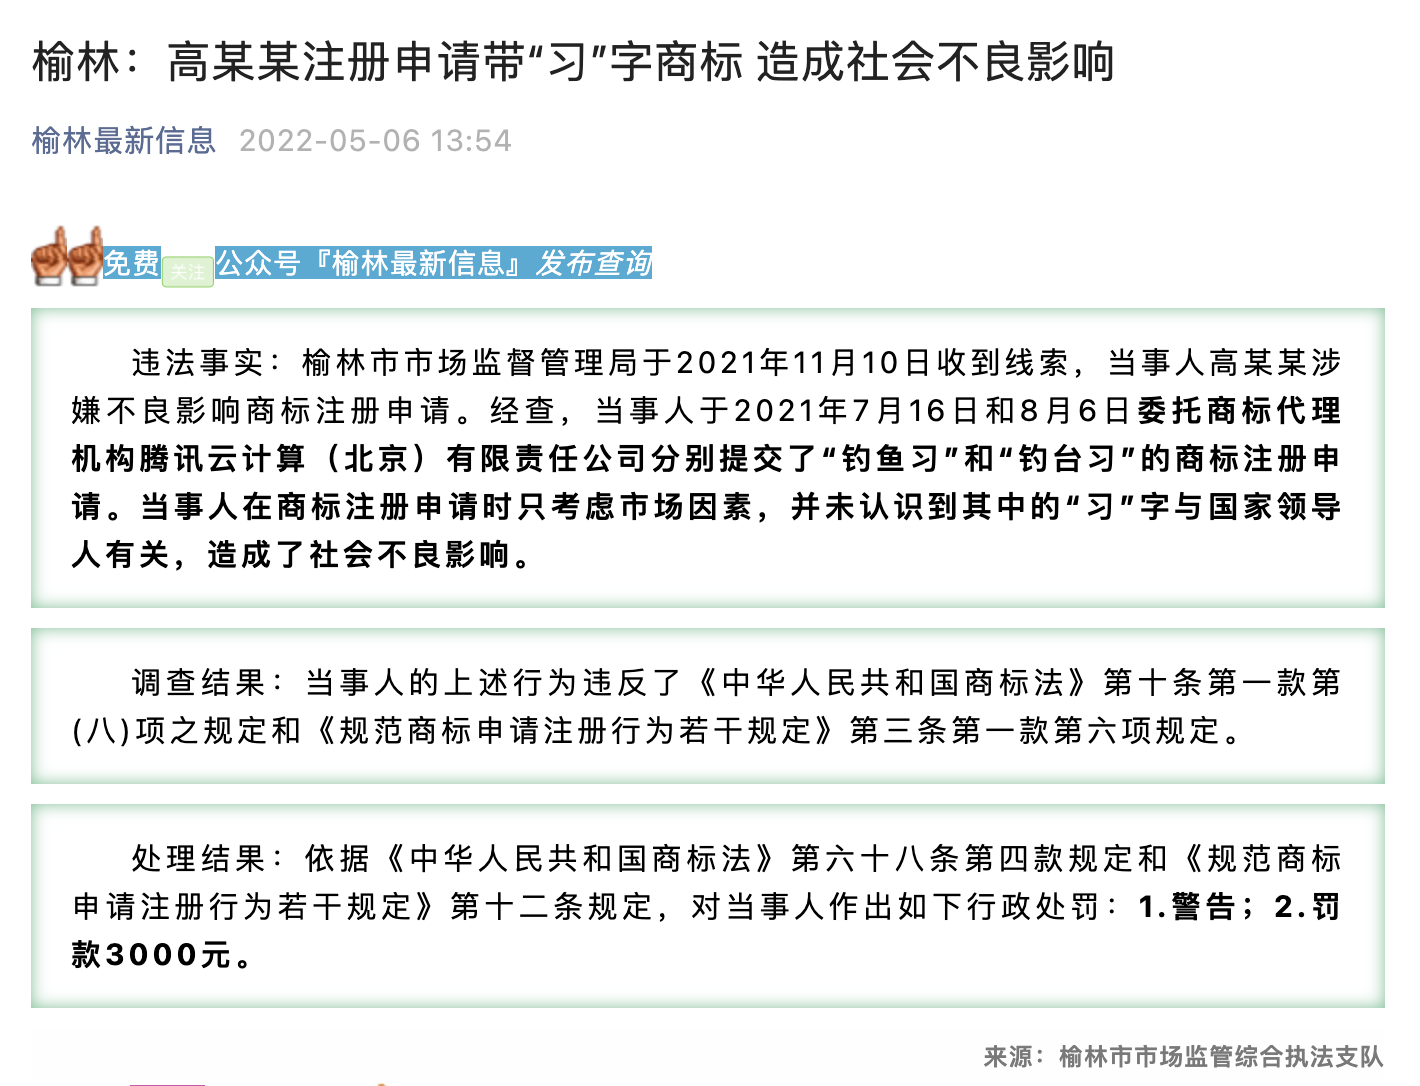 榆林：高某某注册申请带“习”字商标 造成社会不良影响
榆林最新信息 2022-05-06 13:54
免费 关注 公众号『榆林最新信息』发布查询
违法事实：榆林市市场监督管理局于2021年11月10日收到线索，当事人高某某涉
嫌不良影响商标注册申请。经查，当事人于2021年7月16日和8月6日委托商标代理
机构腾讯云计算（北京）有限责任公司分别提交了“钓鱼习”和“钓台习”的商标注册申
请。当事人在商标注册申请时只考虑市场因素，并未认识到其中的“习”字与国家领导
人有关，造成了社会不良影响。
调查结果：当事人的上述行为违反了《中华人民共和国商标法》第十条第一款第
(八)项之规定和《规范商标申请注册行为若干规定》第三条第一款第六项规定。
处理结果：依据《中华人民共和国商标法》第六十八条第四款规定和《规范商标
申请注册行为若干规定》第十二条规定，对当事人作出如下行政处罚：1.警告；2.罚
款3000元。
来源：榆林市市场监管综合执法支队